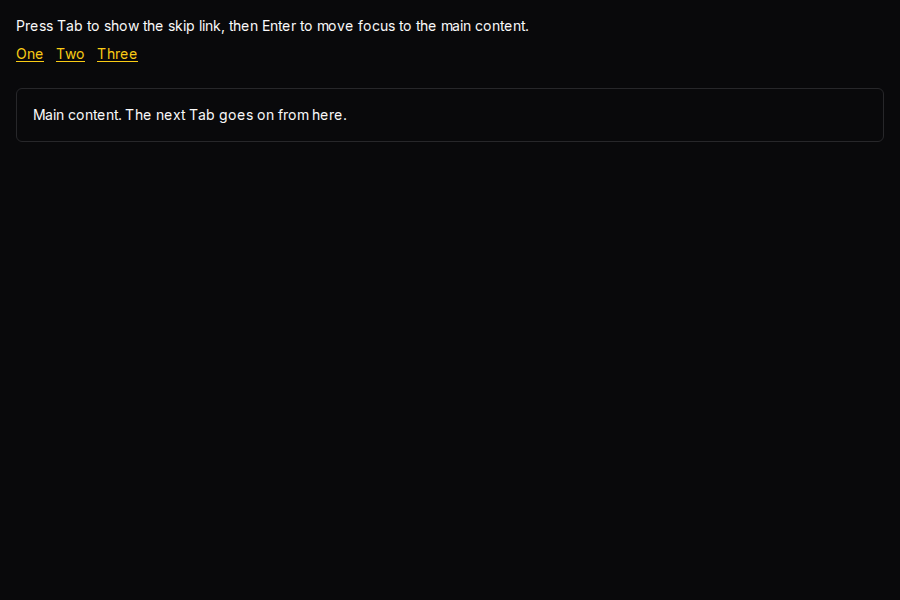 Press Tab to show the skip link, then Enter to move focus to the main content.
One Two Three
Main content. The next Tab goes on from here.